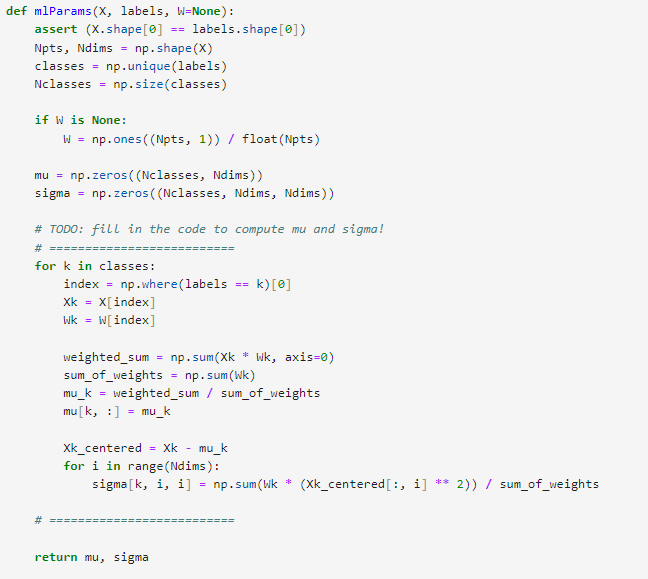 def mlParams(X, labels, W=None):
    assert (X.shape[0] == labels.shape[0])
    Npts, Ndims = np.shape(X)
    classes = np.unique(labels)
    Nclasses = np.size(classes)

    if W is None:
        W = np.ones((Npts, 1)) / float(Npts)

    mu = np.zeros((Nclasses, Ndims))
    sigma = np.zeros((Nclasses, Ndims, Ndims))

    # TODO: fill in the code to compute mu and sigma!
    # ==========================
    for k in classes:
        index = np.where(labels == k)[0]
        Xk = X[index]
        Wk = W[index]

        weighted_sum = np.sum(Xk * Wk, axis=0)
        sum_of_weights = np.sum(Wk)
        mu_k = weighted_sum / sum_of_weights
        mu[k, :] = mu_k

        Xk_centered = Xk - mu_k
        for i in range(Ndims):
            sigma[k, i, i] = np.sum(Wk * (Xk_centered[:, i] ** 2)) / sum_of_weights

    # ==========================

    return mu, sigma